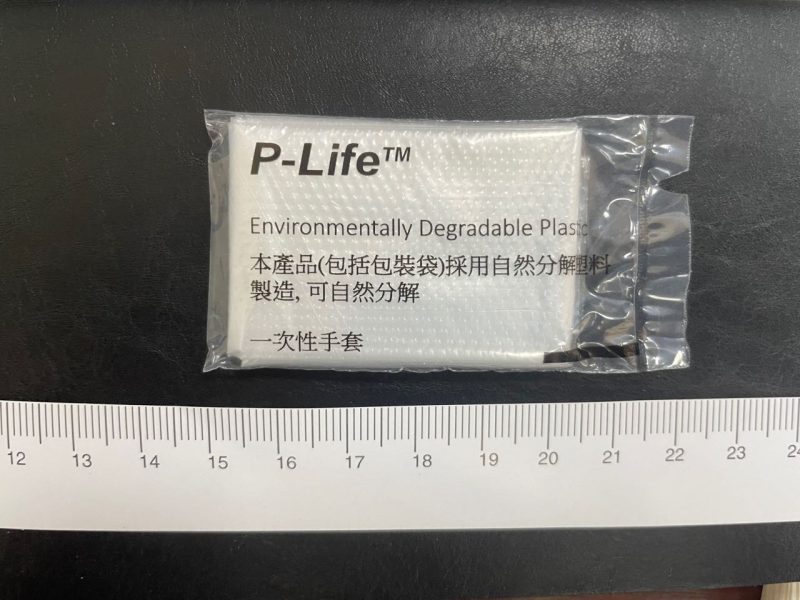 P-Life™
Environmentally Degradable Plastic
本產品(包括包裝袋)採用自然分解塑料
製造, 可自然分解
一次性手套
12 13 14 15 16 17 18 19 20 21 22 23 24